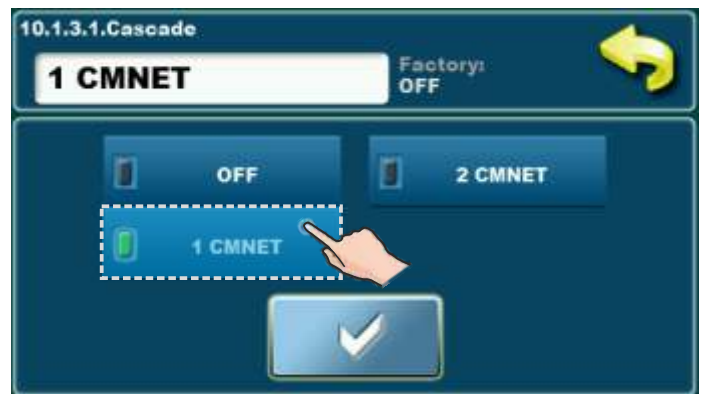 10.1.3.1.Cascade
1 CMNET
Factory:
OFF
OFF
2 CMNET
1 CMNET